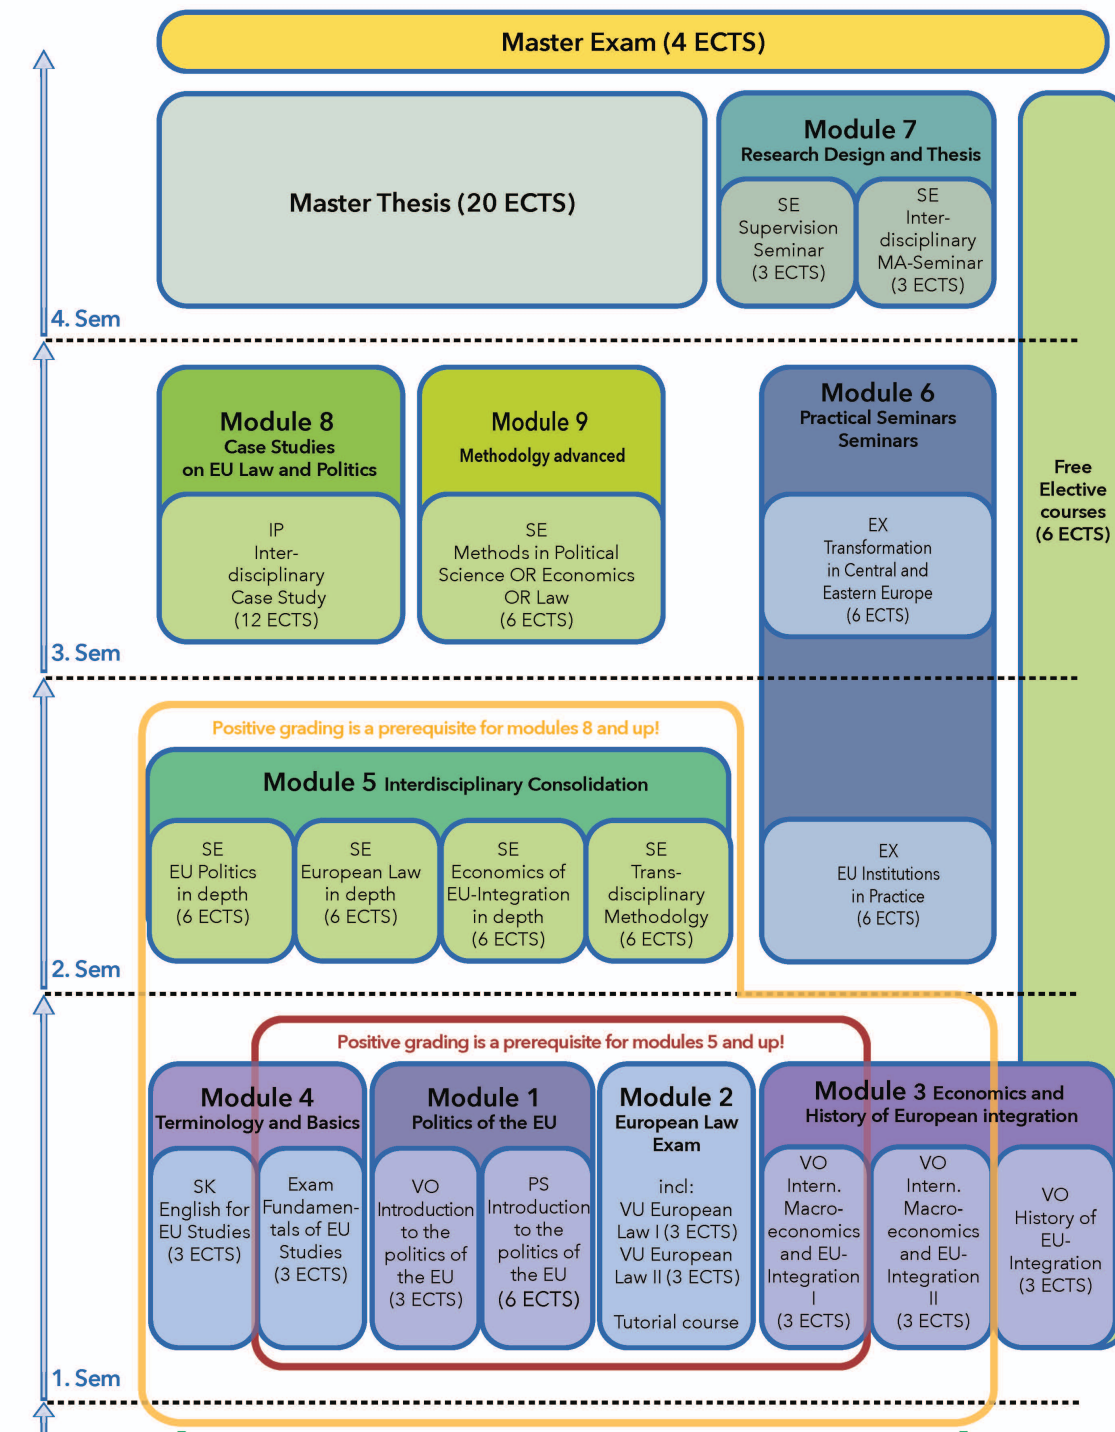 Master Exam (4 ECTS)
Master Thesis (20 ECTS)
Module 7
Research Design and Thesis
SE
Supervision
Seminar
(3 ECTS)
SE
Inter-
disciplinary
MA-Seminar
(3 ECTS)
4. Sem
Module 8
Case Studies
on EU Law and Politics
IP
Inter-
disciplinary
Case Study
(12 ECTS)
Module 9
Methodolgy advanced
SE
Methods in Political
Science OR Economics
OR Law
(6 ECTS)
Module 6
Practical Seminars
Seminars
EX
Transformation
in Central and
Eastern Europe
(6 ECTS)
Free
Elective
courses
(6 ECTS)
3. Sem
Positive grading is a prerequisite for modules 8 and up!
Module 5 Interdisciplinary Consolidation
SE
EU Politics
in depth
(6 ECTS)
SE
European Law
in depth
(6 ECTS)
SE
Economics of
EU-Integration
in depth
(6 ECTS)
SE
Trans-
disciplinary
Methodolgy
(6 ECTS)
EX
EU Institutions
in Practice
(6 ECTS)
2. Sem
Positive grading is a prerequisite for modules 5 and up!
Module 4
Terminology and Basics
SK
English for
EU Studies
(3 ECTS)
Exam
Fundamen-
tals of EU
Studies
(3 ECTS)
Module 1
Politics of the EU
VO
Introduction
to the
politics of
the EU
(3 ECTS)
PS
Introduction
to the
politics of
the EU
(6 ECTS)
Module 2
European Law
Exam
incl:
VU European
Law I (3 ECTS)
VU European
Law II (3 ECTS)
Tutorial course
Module 3 Economics and
History of European integration
VO
Intern.
Macro-
economics
and EU-
Integration
I
(3 ECTS)
VO
Intern.
Macro-
economics
and EU-
Integration
II
(3 ECTS)
VO
History of
EU-
Integration
(3 ECTS)
1. Sem